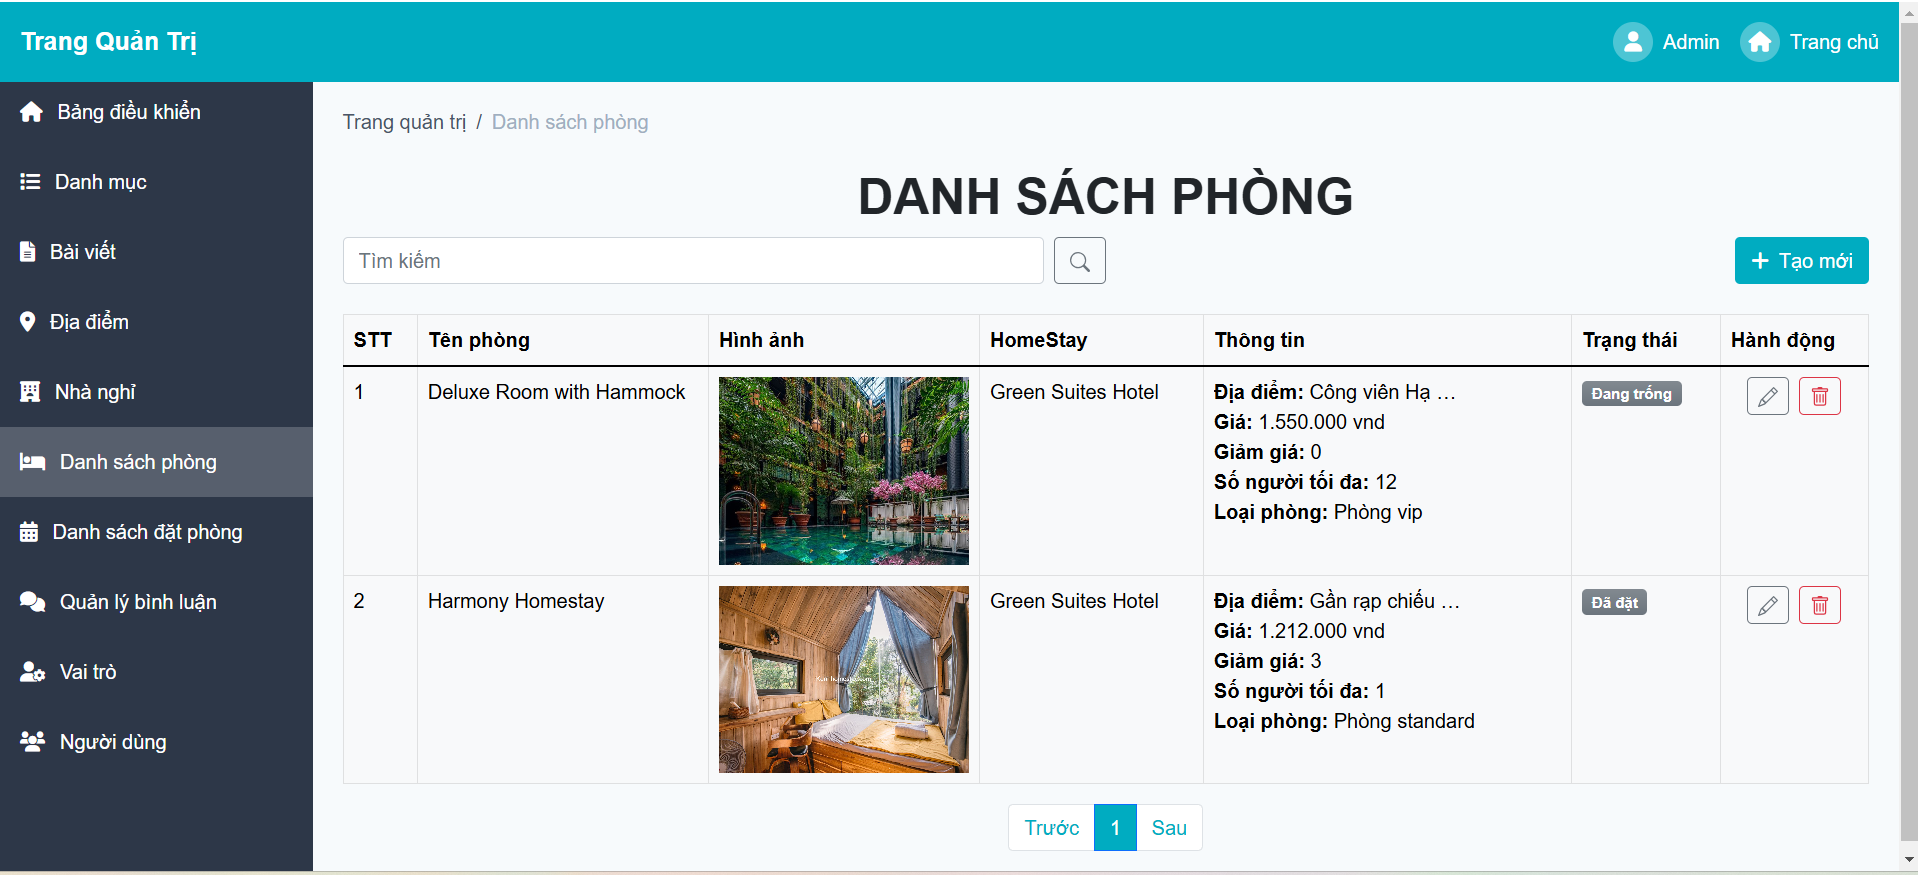 Trang Quản Trị
Admin
Trang chủ
Bảng điều khiển
Danh mục
Bài viết
Địa điểm
Nhà nghỉ
Danh sách phòng
Danh sách đặt phòng
Quản lý bình luận
Vai trò
Người dùng
Trang quản trị / Danh sách phòng
DANH SÁCH PHÒNG
Tìm kiếm
Tạo mới
STT Tên phòng Hình ảnh HomeStay Thông tin Trạng thái Hành động
1 Deluxe Room with Hammock Green Suites Hotel Địa điểm: Công viên Hạ … Đang trống
Giá: 1.550.000 vnd
Giảm giá: 0
Số người tối đa: 12
Loại phòng: Phòng vip
2 Harmony Homestay Green Suites Hotel Địa điểm: Gần rạp chiếu … Đã đặt
Giá: 1.212.000 vnd
Giảm giá: 3
Số người tối đa: 1
Loại phòng: Phòng standard
Trước 1 Sau